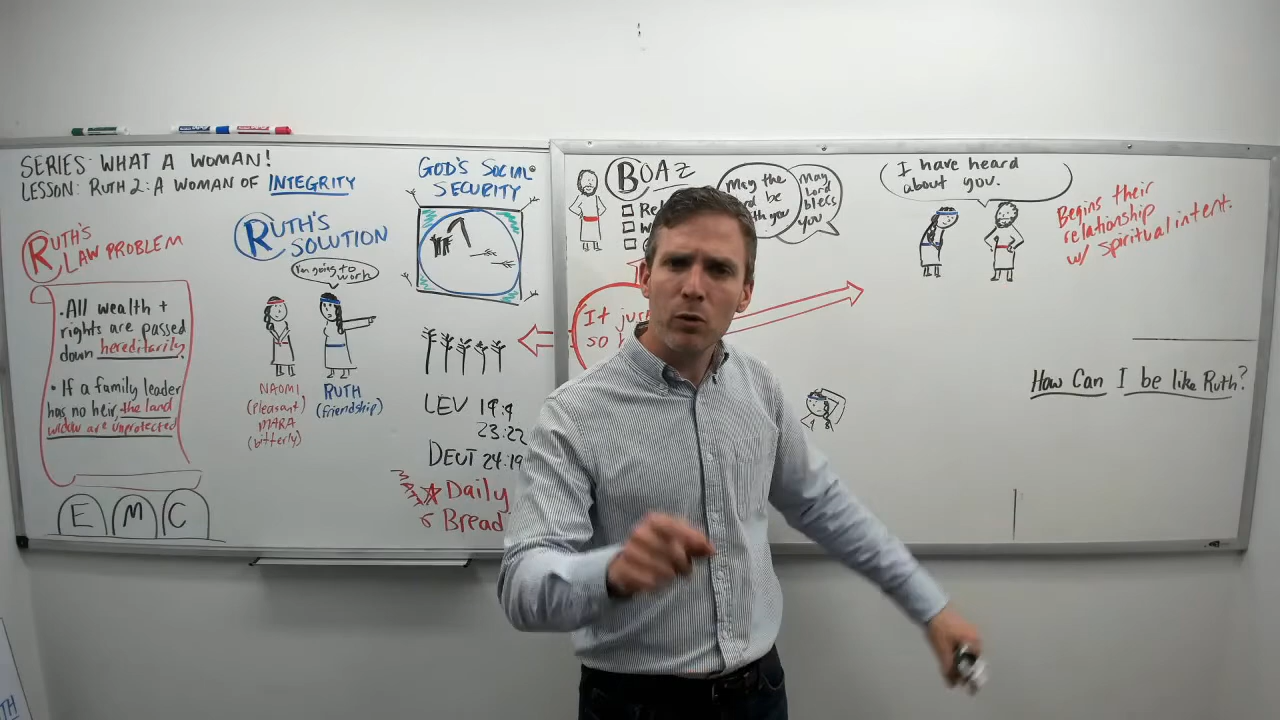 SERIES: WHAT A WOMAN!
LESSON: RUTH 2: A WOMAN OF INTEGRITY
RUTH'S
LAW PROBLEM
• All wealth +
rights are passed
down hereditarily.
• If a family leader
has no heir, the land
widow are unprotected
E M C
RUTH'S
SOLUTION
I'm going to
work
NAOMI
(pleasant)
MARA
(bitterly)
RUTH
(friendship)
GOD'S SOCIAL
SECURITY
LEV 19:9
23:22
DEUT 24:19
Daily
Bread
BOAZ
May the
be
you
May
Lord
bless
you
It
so
I have heard
about you.
Begins their
relationship
w/ spiritual intent.
How Can I be like Ruth?